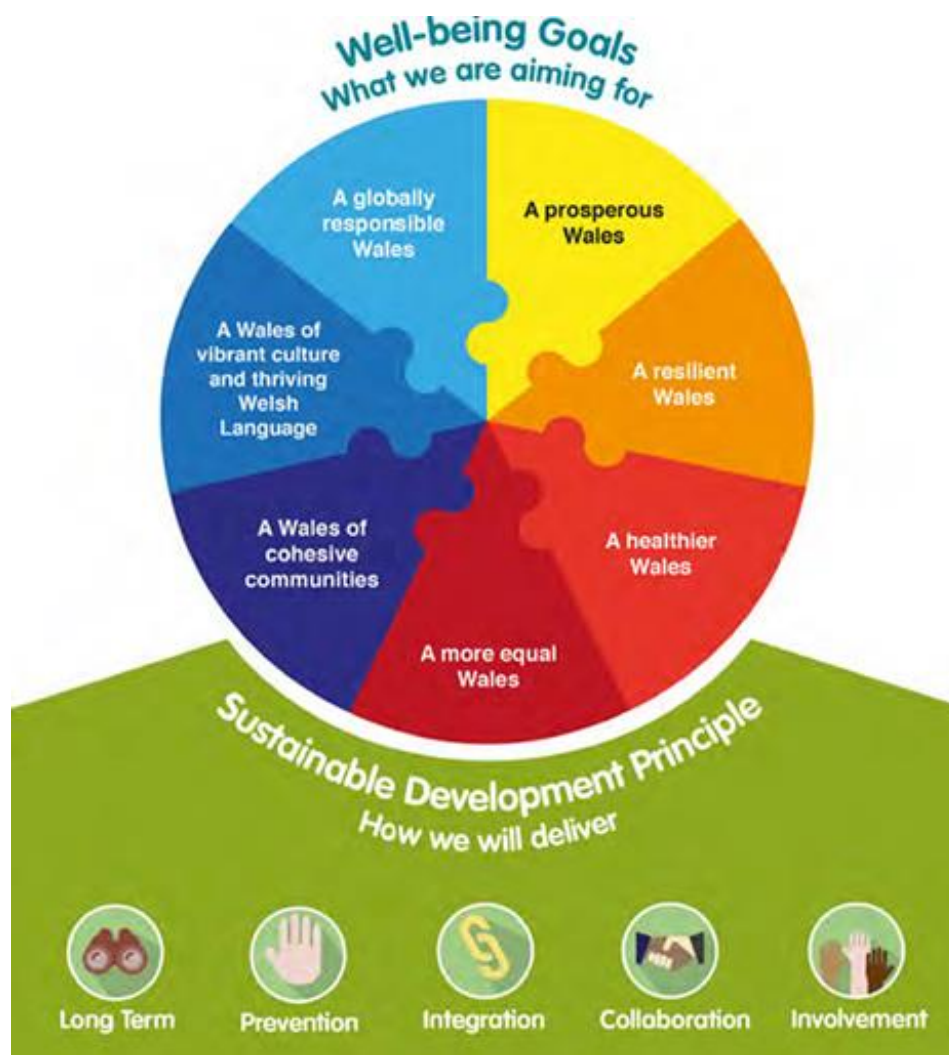 Well-being Goals
What we are aiming for
A globally
responsible
Wales
A prosperous
Wales
A Wales of
vibrant culture
and thriving
Welsh
Language
A resilient
Wales
A Wales of
cohesive
communities
A healthier
Wales
A more equal
Wales
Sustainable Development Principle
How we will deliver
Long Term
Prevention
Integration
Collaboration
Involvement